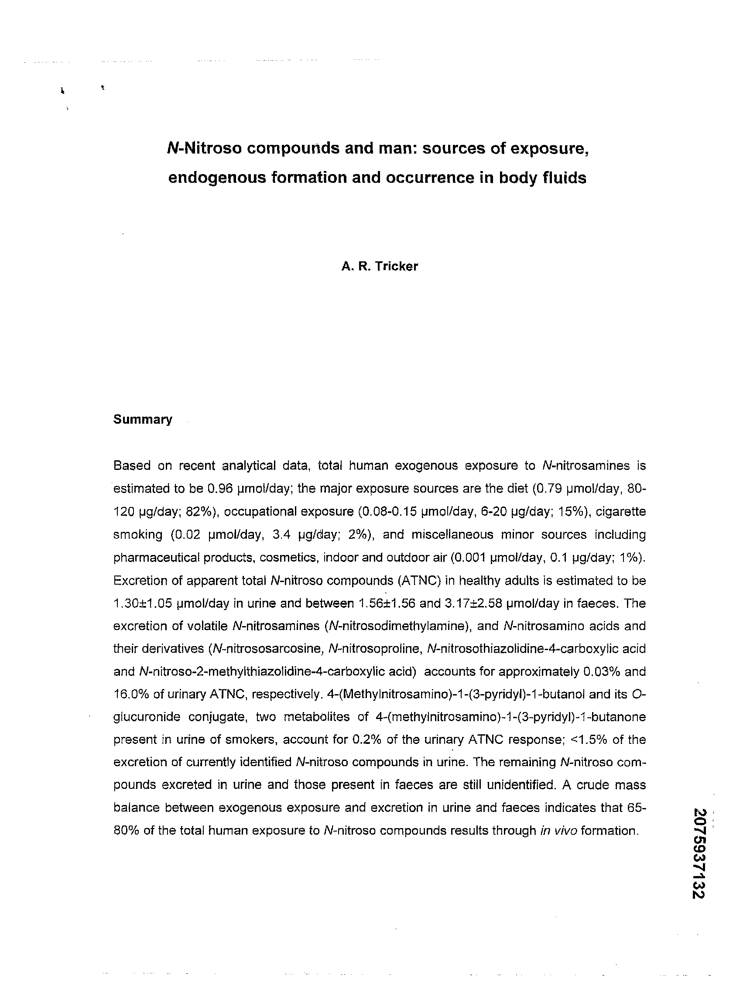 N-Nitroso compounds and man: sources of exposure,
endogenous formation and occurrence in body fluids
A. R. Tricker
Summary
Based on recent analytical data, total human exogenous exposure to N-nitrosamines is
estimated to be 0.96 µmol/day; the major exposure sources are the diet (0.79 µmol/day, 80-
120 µg/day; 82%), occupational exposure (0.08-0.15 µmol/day, 6-20 µg/day; 15%), cigarette
smoking (0.02 µmol/day, 3.4 µg/day; 2%), and miscellaneous minor sources including
pharmaceutical products, cosmetics, indoor and outdoor air (0.001 µmol/day, 0.1 µg/day; 1%).
Excretion of apparent total N-nitroso compounds (ATNC) in healthy adults is estimated to be
1.30±1.05 µmol/day in urine and between 1.56±1.56 and 3.17±2.58 µmol/day in faeces. The
excretion of volatile N-nitrosamines (N-nitrosodimethylamine), and N-nitrosamino acids and
their derivatives (N-nitrososarcosine, N-nitrosoproline, N-nitrosothiazolidine-4-carboxylic acid
and N-nitroso-2-methylthiazolidine-4-carboxylic acid) accounts for approximately 0.03% and
16.0% of urinary ATNC, respectively. 4-(Methylnitrosamino)-1-(3-pyridyl)-1-butanol and its O-
glucuronide conjugate, two metabolites of 4-(methylnitrosamino)-1-(3-pyridyl)-1-butanone
present in urine of smokers, account for 0.2% of the urinary ATNC response; <1.5% of the
excretion of currently identified N-nitroso compounds in urine. The remaining N-nitroso com-
pounds excreted in urine and those present in faeces are still unidentified. A crude mass
balance between exogenous exposure and excretion in urine and faeces indicates that 65-
80% of the total human exposure to N-nitroso compounds results through in vivo formation.
2075937132